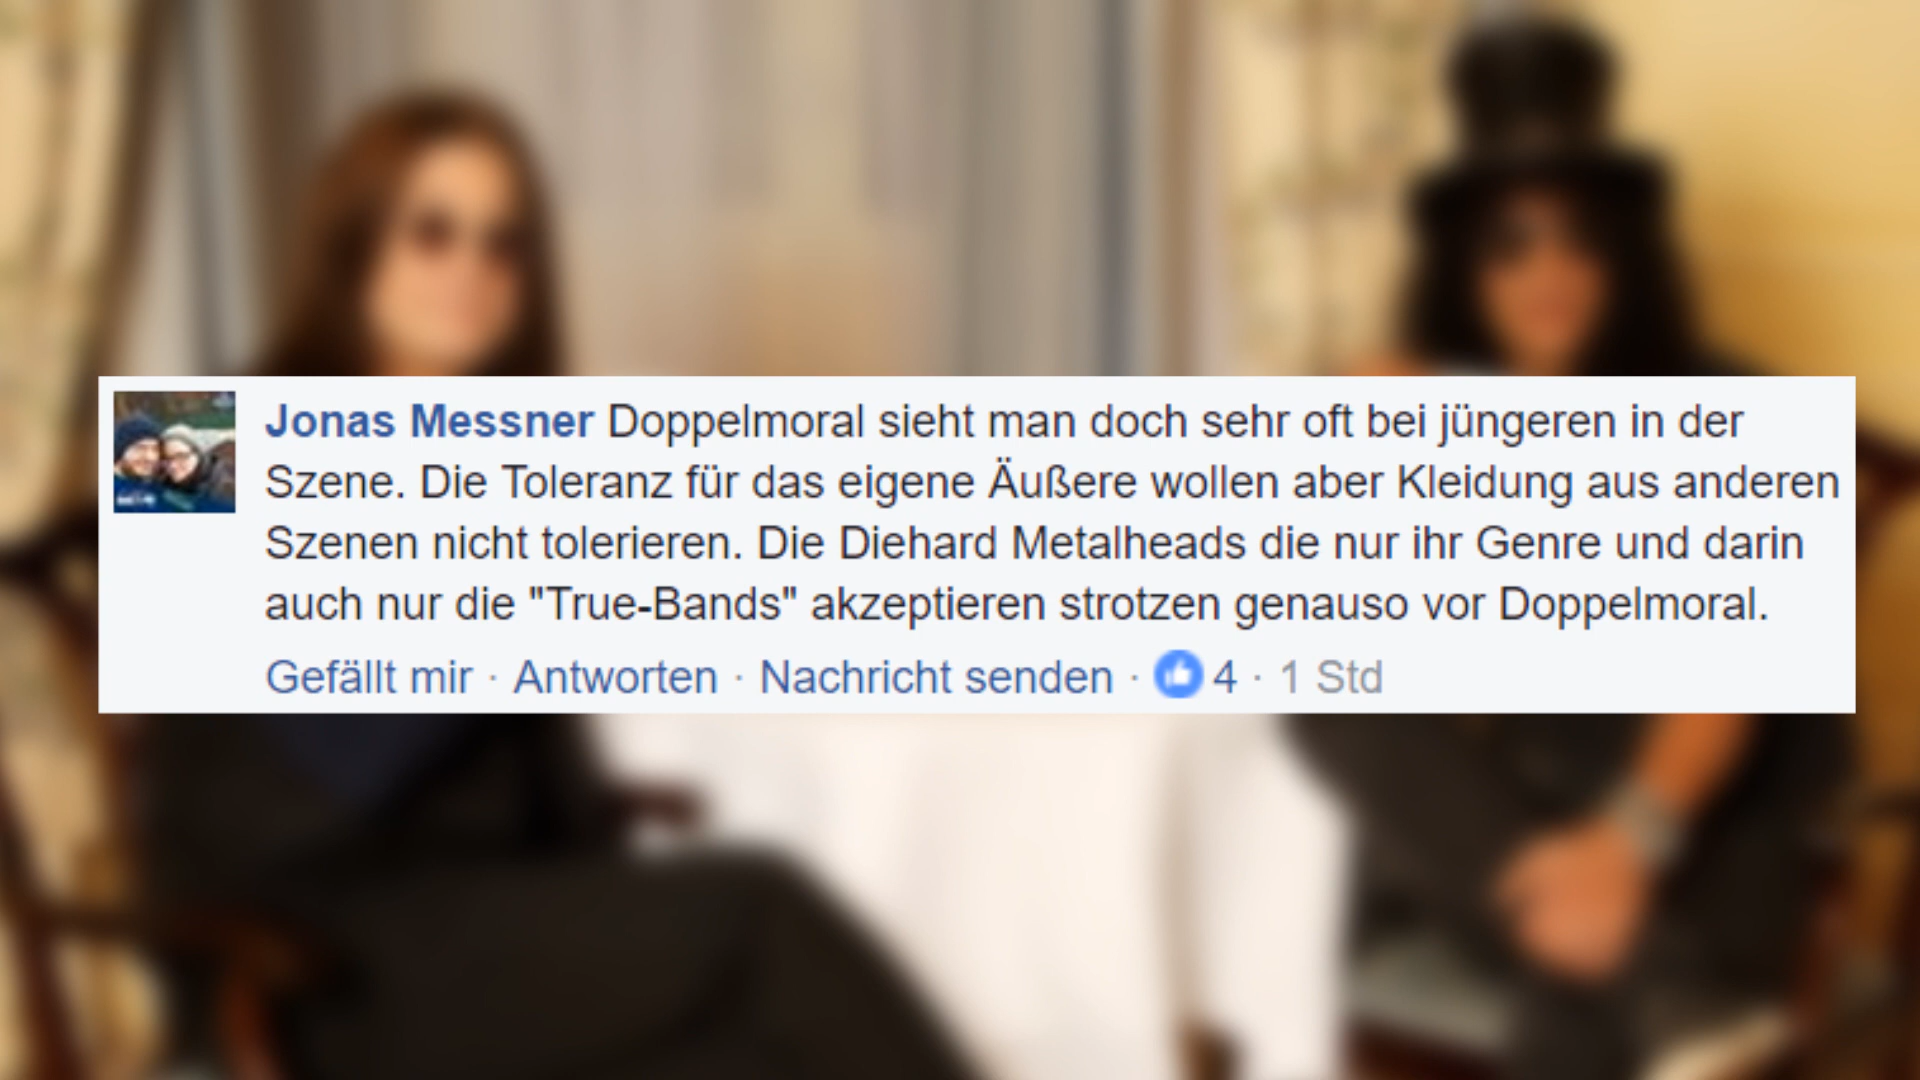 Jonas Messner Doppelmoral sieht man doch sehr oft bei jüngeren in der
Szene. Die Toleranz für das eigene Äußere wollen aber Kleidung aus anderen
Szenen nicht tolerieren. Die Diehard Metalheads die nur ihr Genre und darin
auch nur die "True-Bands" akzeptieren strotzen genauso vor Doppelmoral.
Gefällt mir · Antworten · Nachricht senden · 4 · 1 Std